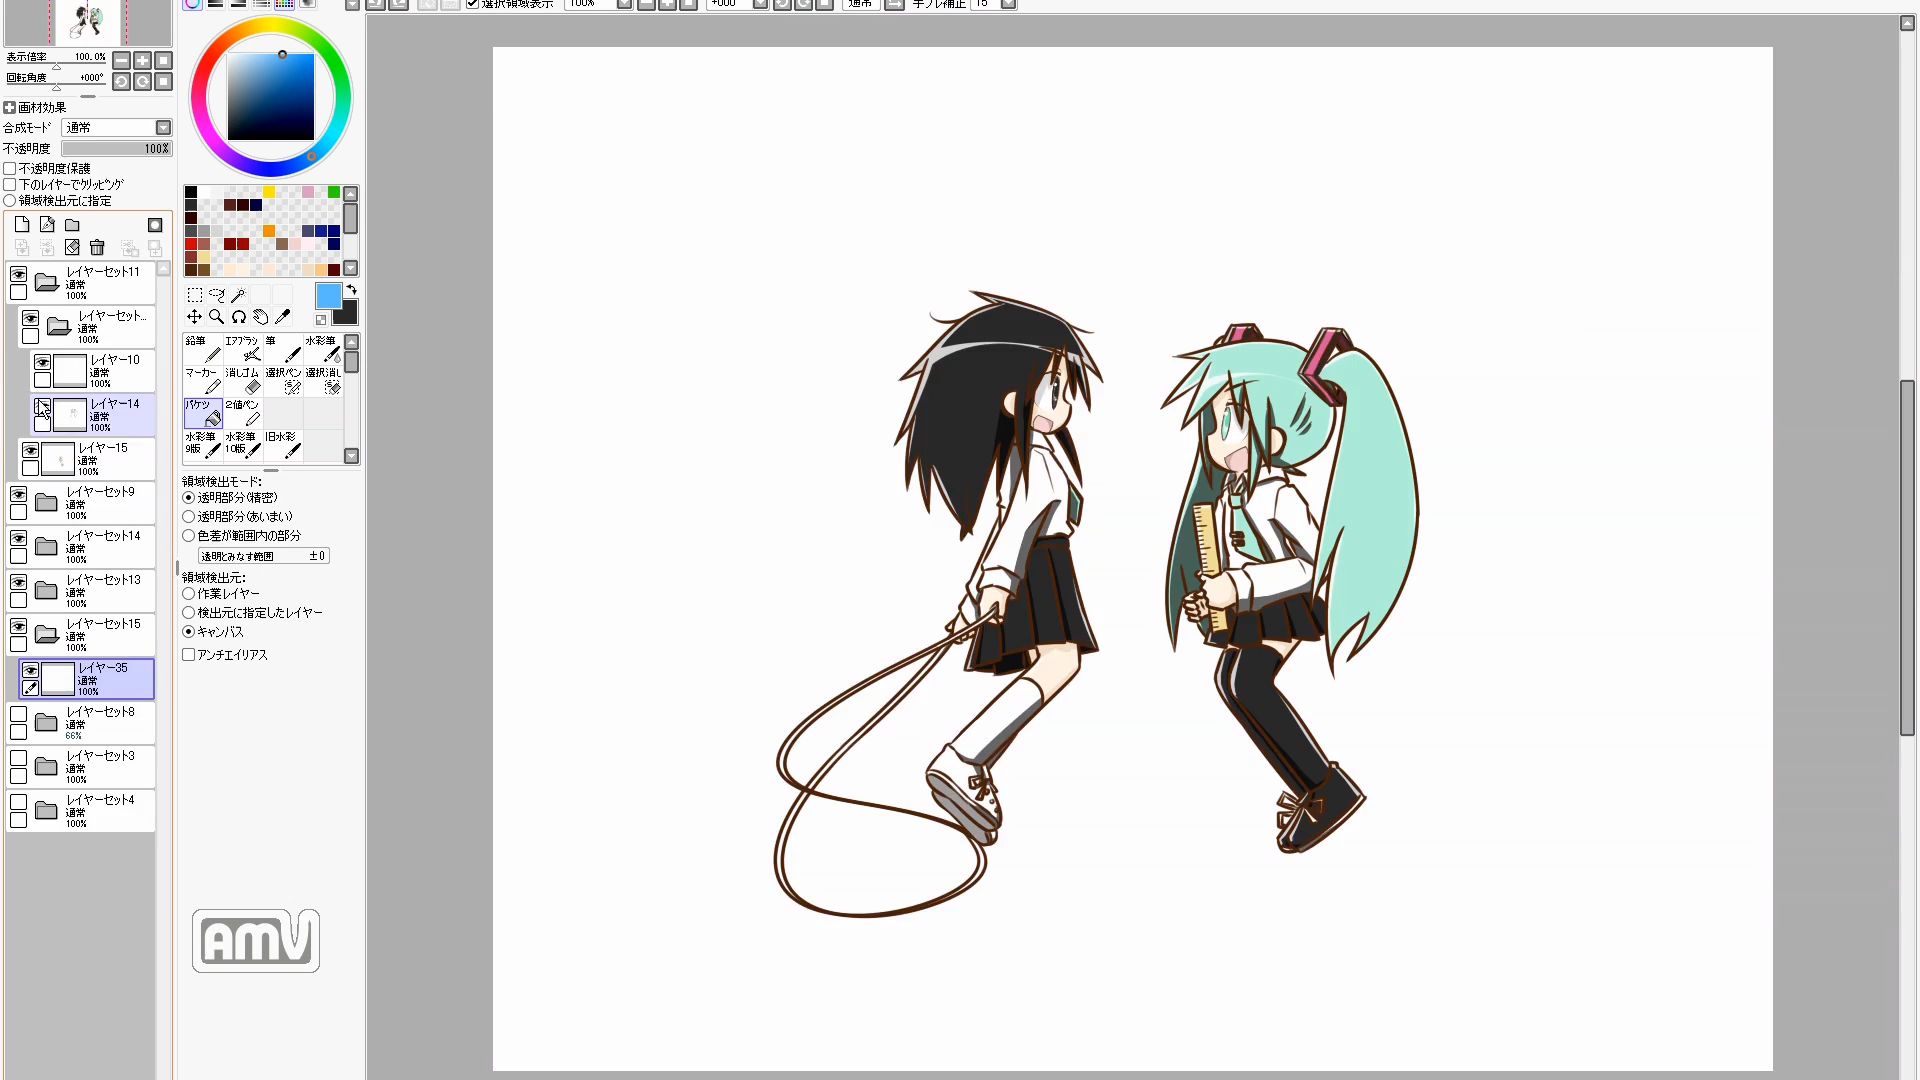 選択領域表示
100%
+000
通常
手ブレ補正
15
表示倍率
100.0%
回転角度
+000°
画材効果
合成モード
通常
不透明度
100%
不透明度保護
下のレイヤーでクリッピング
領域検出元に指定
レイヤーセット11
通常
100%
レイヤーセット...
通常
100%
レイヤー10
通常
100%
レイヤー14
通常
100%
レイヤー15
通常
100%
レイヤーセット9
通常
100%
レイヤーセット14
通常
100%
レイヤーセット13
通常
100%
レイヤーセット15
通常
100%
レイヤー35
通常
100%
レイヤーセット8
通常
66%
レイヤーセット3
通常
100%
レイヤーセット4
通常
100%
鉛筆
エアブラシ
筆
水彩筆
マーカー
消しゴム
選択ペン
選択消し
バケツ
2値ペン
水彩筆
9版
水彩筆
10版
旧水彩
領域検出モード:
透明部分(精密)
透明部分(あいまい)
色差が範囲内の部分
透明とみなす範囲
±0
領域検出元:
作業レイヤー
検出元に指定したレイヤー
キャンバス
アンチエイリアス
AMV